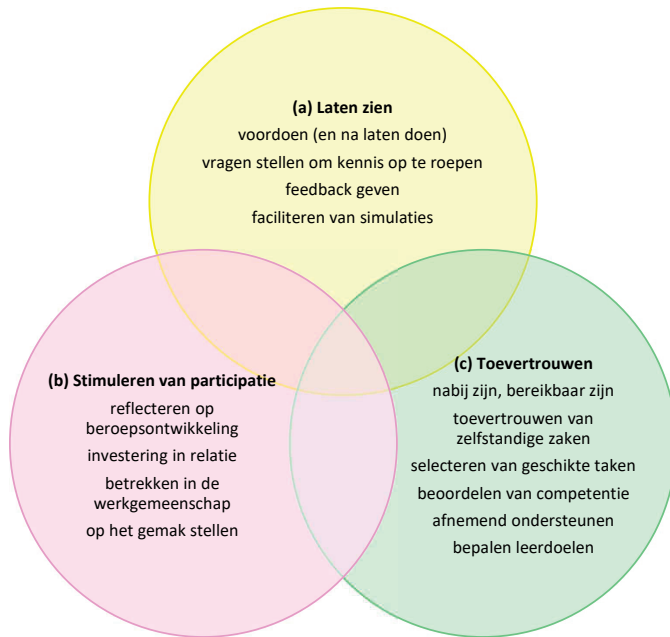 (a) Laten zien
voordoen (en na laten doen)
vragen stellen om kennis op te roepen
feedback geven
faciliteren van simulaties
(b) Stimuleren van participatie
reflecteren op
beroepsontwikkeling
investering in relatie
betrekken in de
werkgemeenschap
op het gemak stellen
(c) Toevertrouwen
nabij zijn, bereikbaar zijn
toevertrouwen van
zelfstandige zaken
selecteren van geschikte taken
beoordelen van competentie
afnemend ondersteunen
bepalen leerdoelen